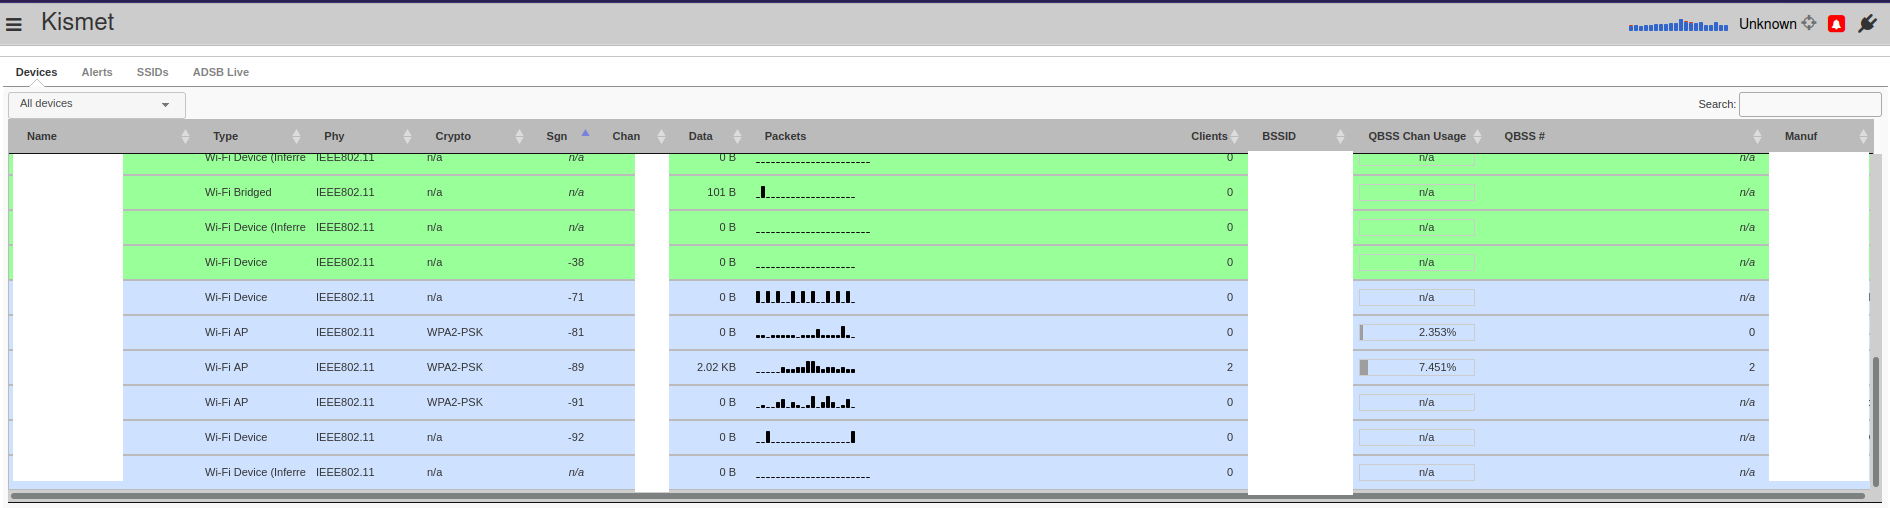 Kismet
Unknown
Devices Alerts SSIDs ADSB Live
All devices
Search:
Name Type Phy Crypto Sgn Chan Data Packets Clients BSSID QBSS Chan Usage QBSS # Manuf
Wi-Fi Device (Inferre IEEE802.11 n/a n/a 0 B 0 n/a n/a
Wi-Fi Bridged IEEE802.11 n/a n/a 101 B 0 n/a n/a
Wi-Fi Device (Inferre IEEE802.11 n/a n/a 0 B 0 n/a n/a
Wi-Fi Device IEEE802.11 n/a -38 0 B 0 n/a n/a
Wi-Fi Device IEEE802.11 n/a -71 0 B 0 n/a n/a
Wi-Fi AP IEEE802.11 WPA2-PSK -81 0 B 0 2.353% 0
Wi-Fi AP IEEE802.11 WPA2-PSK -89 2.02 KB 2 7.451% 2
Wi-Fi AP IEEE802.11 WPA2-PSK -91 0 B 0 n/a n/a
Wi-Fi Device IEEE802.11 n/a -92 0 B 0 n/a n/a
Wi-Fi Device (Inferre IEEE802.11 n/a n/a 0 B 0 n/a n/a